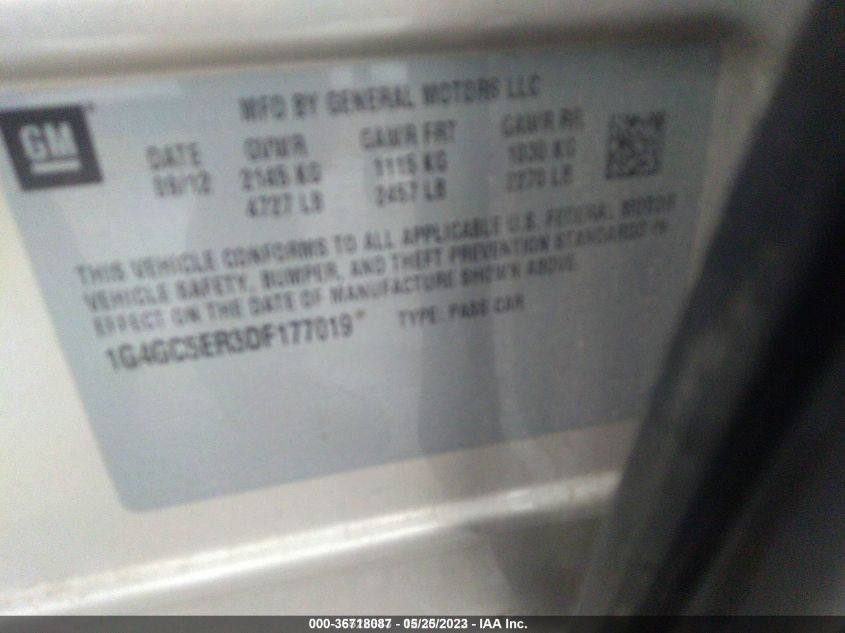 GM
MFD BY GENERAL MOTORS LLC
DATE GVWR GAWR FRT GAWR RR
09/12 2145 KG 1115 KG 1030 KG
4727 LB 2457 LB 2270 LB
THIS VEHICLE CONFORMS TO ALL APPLICABLE U.S. FEDERAL MOTOR
VEHICLE SAFETY, BUMPER, AND THEFT PREVENTION STANDARDS IN
EFFECT ON THE DATE OF MANUFACTURE SHOWN ABOVE.
1G4GC5ER3DF177019* TYPE: PASS CAR
000-36718087 - 05/25/2023 - IAA Inc.